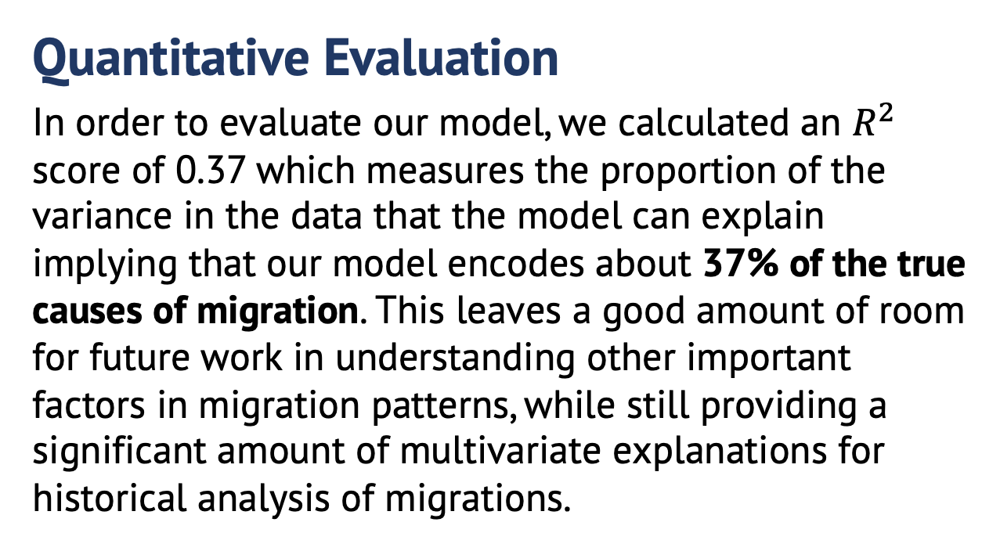 Quantitative Evaluation
In order to evaluate our model, we calculated an R²
score of 0.37 which measures the proportion of the
variance in the data that the model can explain
implying that our model encodes about 37% of the true
causes of migration. This leaves a good amount of room
for future work in understanding other important
factors in migration patterns, while still providing a
significant amount of multivariate explanations for
historical analysis of migrations.